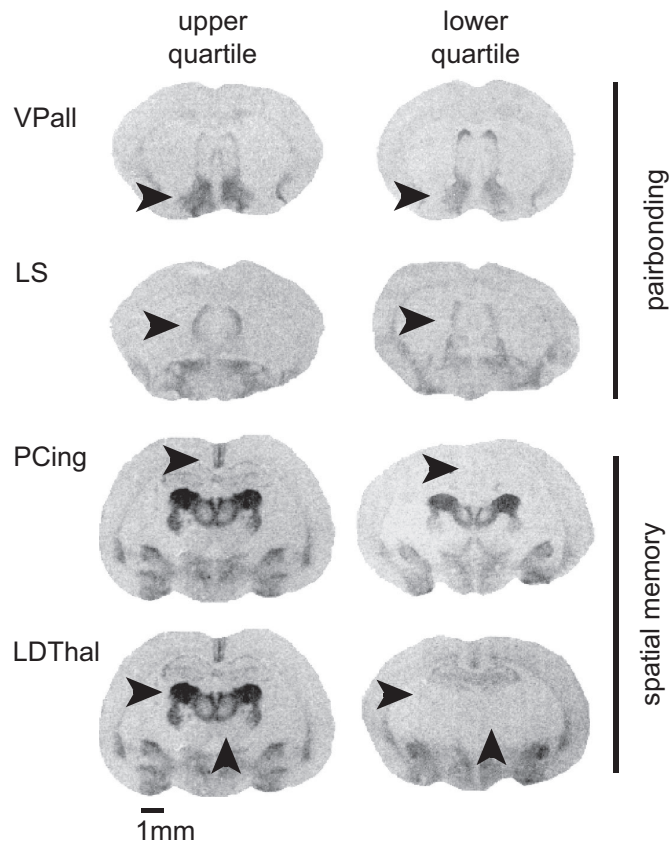 upper
quartile
lower
quartile
VPall
LS
pairbonding
PCing
LDThal
spatial memory
1mm